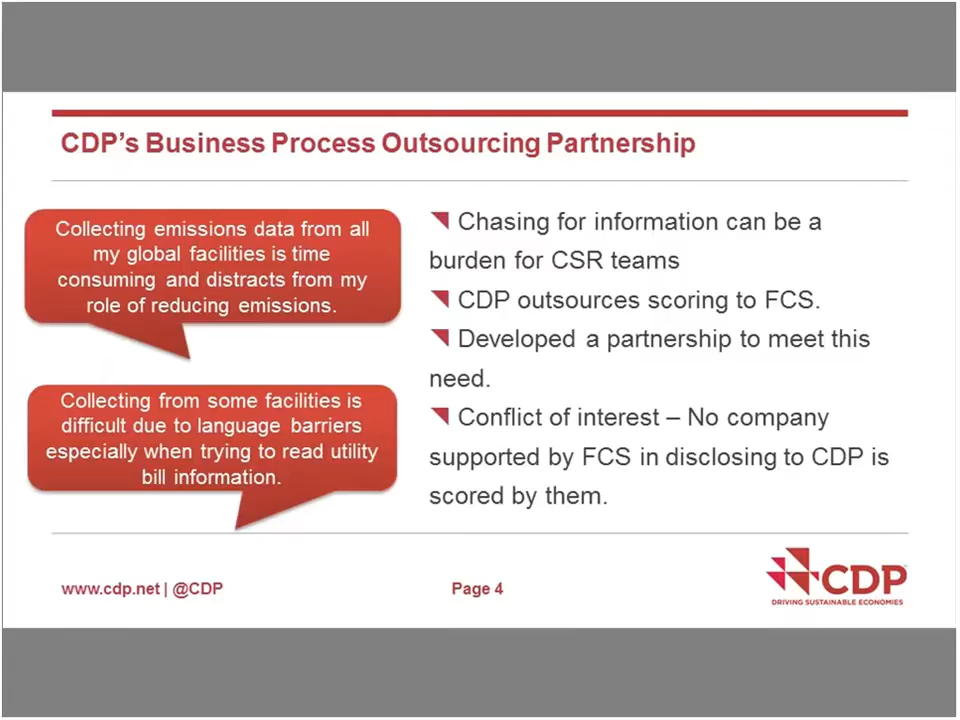 CDP’s Business Process Outsourcing Partnership
Collecting emissions data from all
my global facilities is time
consuming and distracts from my
role of reducing emissions.
Collecting from some facilities is
difficult due to language barriers
especially when trying to read utility
bill information.
Chasing for information can be a
burden for CSR teams
CDP outsources scoring to FCS.
Developed a partnership to meet this
need.
Conflict of interest – No company
supported by FCS in disclosing to CDP is
scored by them.
www.cdp.net | @CDP
Page 4
CDP
DRIVING SUSTAINABLE ECONOMIES